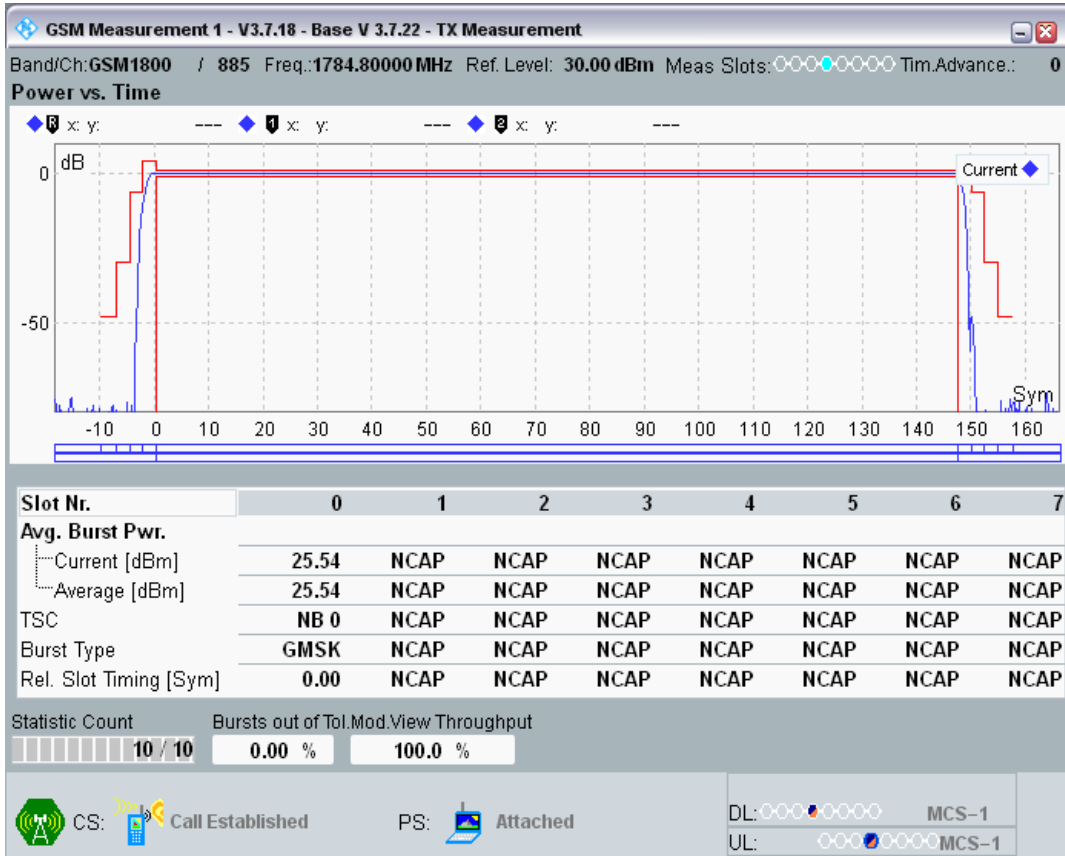 GSM Measurement 1 - V3.7.18 - Base V 3.7.22 - TX Measurement
Band/Ch:GSM1800 / 885 Freq.:1784.80000 MHz Ref. Level: 30.00 dBm Meas Slots: Tim.Advance.: 0
Power vs. Time
R x: y: --- 1 x: y: --- 2 x: y: ---
dB
Current
0
-50
Sym
-10 0 10 20 30 40 50 60 70 80 90 100 110 120 130 140 150 160
Slot Nr. 0 1 2 3 4 5 6 7
Avg. Burst Pwr.
Current [dBm] 25.54 NCAP NCAP NCAP NCAP NCAP NCAP NCAP
Average [dBm] 25.54 NCAP NCAP NCAP NCAP NCAP NCAP NCAP
TSC NB 0 NCAP NCAP NCAP NCAP NCAP NCAP NCAP
Burst Type GMSK NCAP NCAP NCAP NCAP NCAP NCAP NCAP
Rel. Slot Timing [Sym] 0.00 NCAP NCAP NCAP NCAP NCAP NCAP NCAP
Statistic Count Bursts out of Tol.Mod.View Throughput
10 / 10 0.00 % 100.0 %
CS: Call Established PS: Attached DL: MCS-1
UL: MCS-1